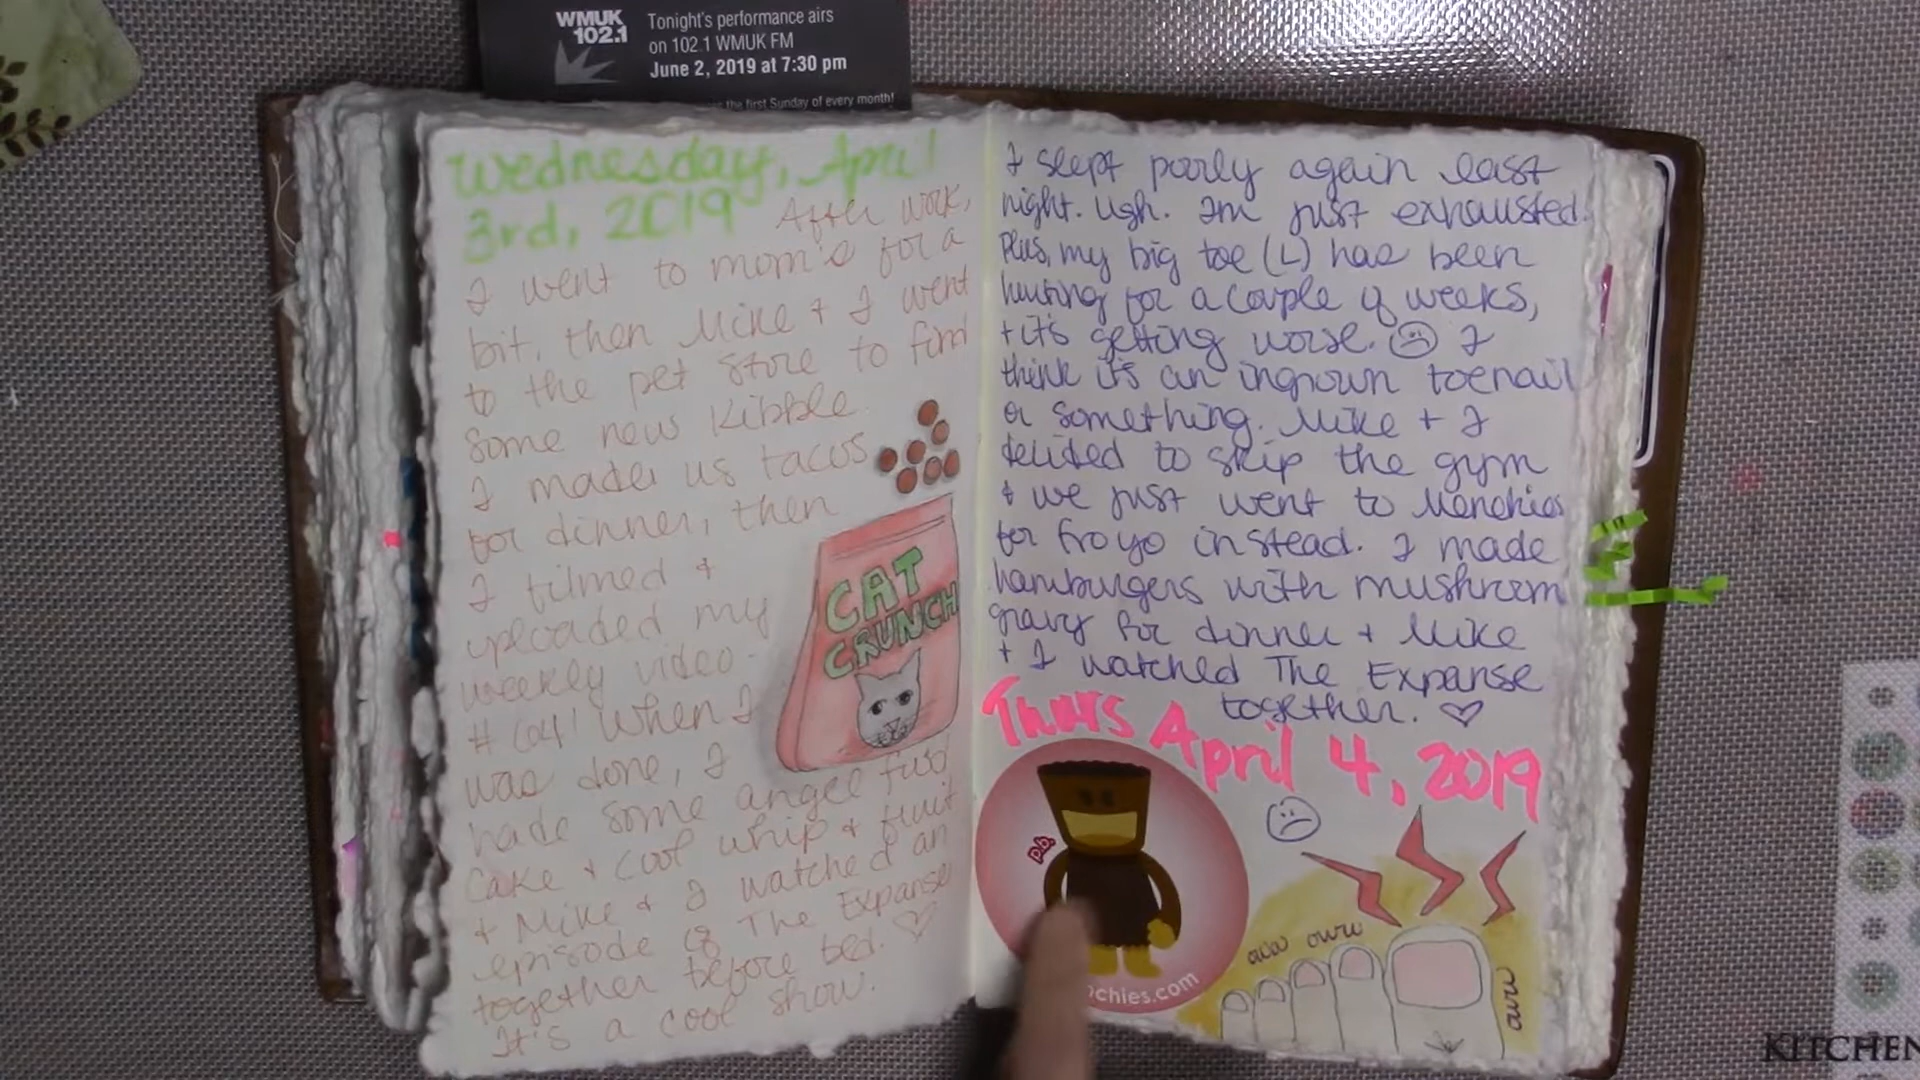 WMUK
102.1
Tonight's performance airs
on 102.1 WMUK FM
June 2, 2019 at 7:30 pm
the first Sunday of every month!
Wednesday, April
3rd, 2019
After work,
I went to mom's for a
bit, then Mike + I went
to the pet store to find
some new kibble.
I made us tacos
for dinner, then
I filmed +
uploaded my
weekly video-
When I
was done, I
had some angel food
cake + cool whip + fruit
+ Mike + I watched an
episode of The Expanse
together before bed.
It's a cool show.
CAT
CRUNCH
I slept poorly again last
night. Ugh. Im just exhausted.
Plus, my big toe (L) has been
hurting for a couple of weeks,
+ it's getting worse. I
think it's an ingrown toenail
or something. Mike + I
decided to skip the gym
+ we just went to Menchies
for froyo instead. I made
hamburgers with mushroom
gravy for dinner + Mike
+ I watched The Expanse
together.
Thurs April 4, 2019
p.b.
chies.com
oww owu
oww
KITCHEN